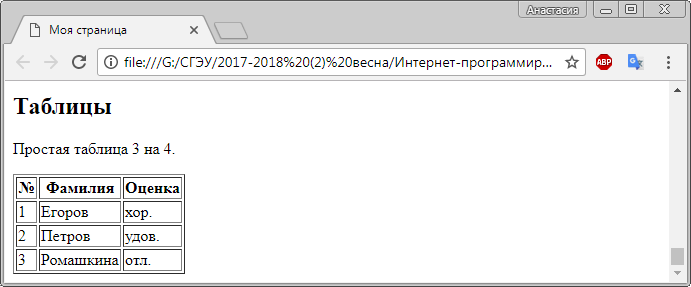 Анастасия
Моя страница
file:///G:/СГЭУ/2017-2018%20(2)%20весна/Интернет-программир...
ABP
Таблицы
Простая таблица 3 на 4.
№ Фамилия Оценка
1 Егоров хор.
2 Петров удов.
3 Ромашкина отл.